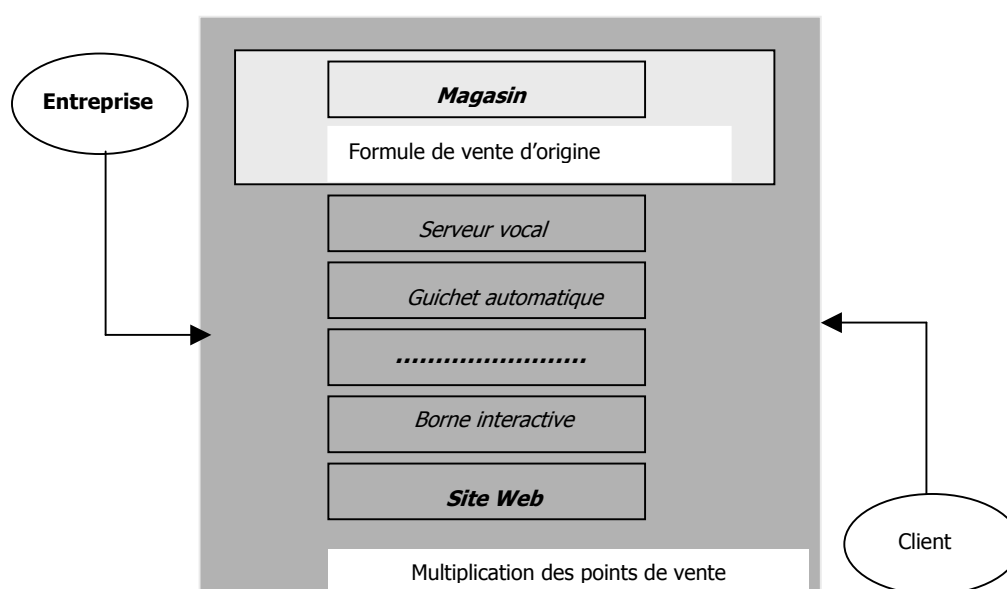 Entreprise
Magasin
Formule de vente d'origine
Serveur vocal
Guichet automatique
........................
Borne interactive
Site Web
Client
Multiplication des points de vente